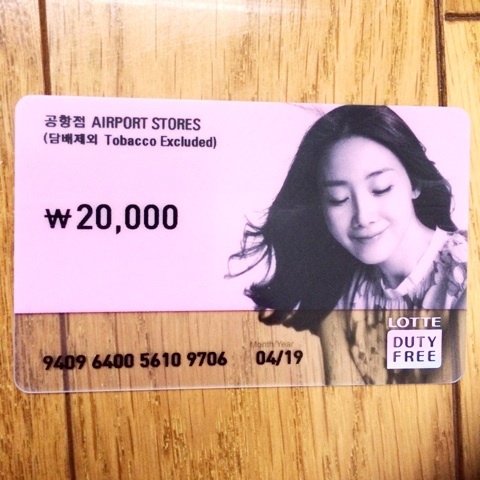 공항점 AIRPORT STORES
(담배제외 Tobacco Excluded)
₩20,000
Month/Year
9409 6400 5610 9706 04/19
LOTTE
DUTY
FREE